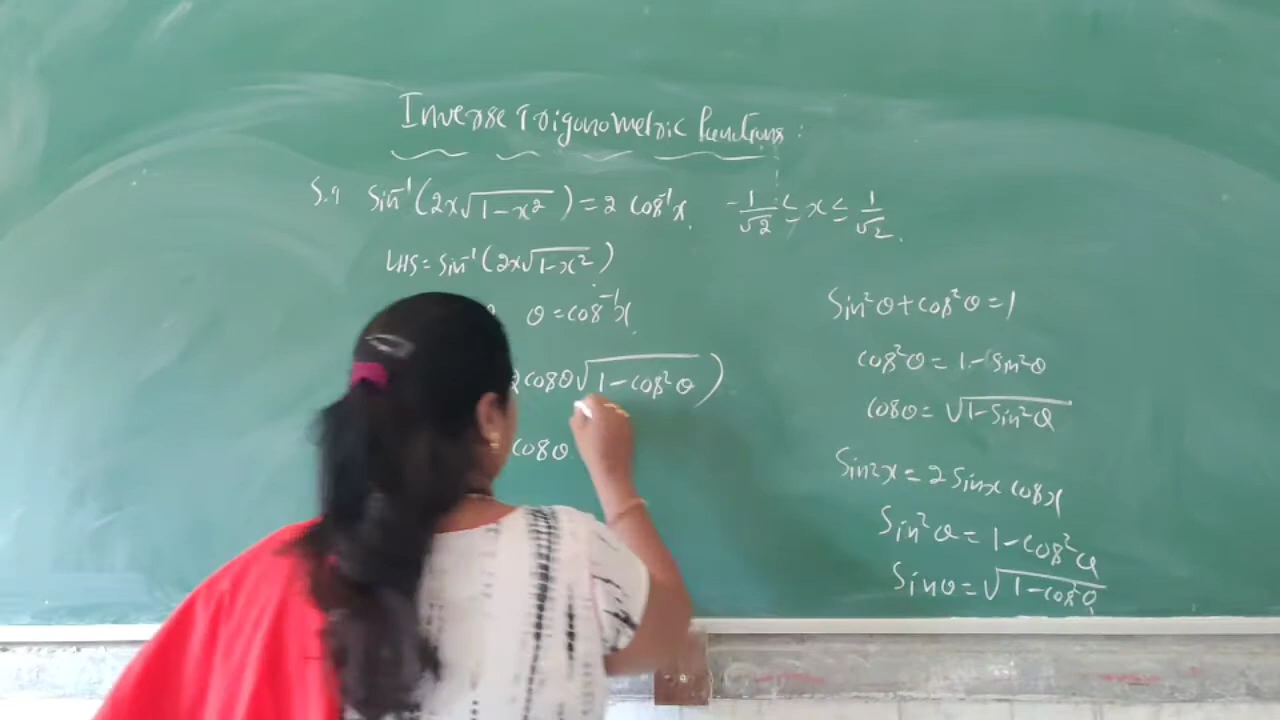 Inverse Trigonometric Functions :
S.T Sin⁻¹(2x√(1-x²)) = 2 cos⁻¹x. -1/√2 ≤ x ≤ 1/√2.
LHS = Sin⁻¹(2x√(1-x²))
θ = cos⁻¹x.
2cosθ√(1-cos²θ))
cosθ
Sin²θ + cos²θ = 1
cos²θ = 1 - Sin²θ
cosθ = √(1-Sin²θ)
Sin2x = 2 Sinx cosx
Sin²θ = 1 - cos²θ
Sinθ = √(1-cos²θ)